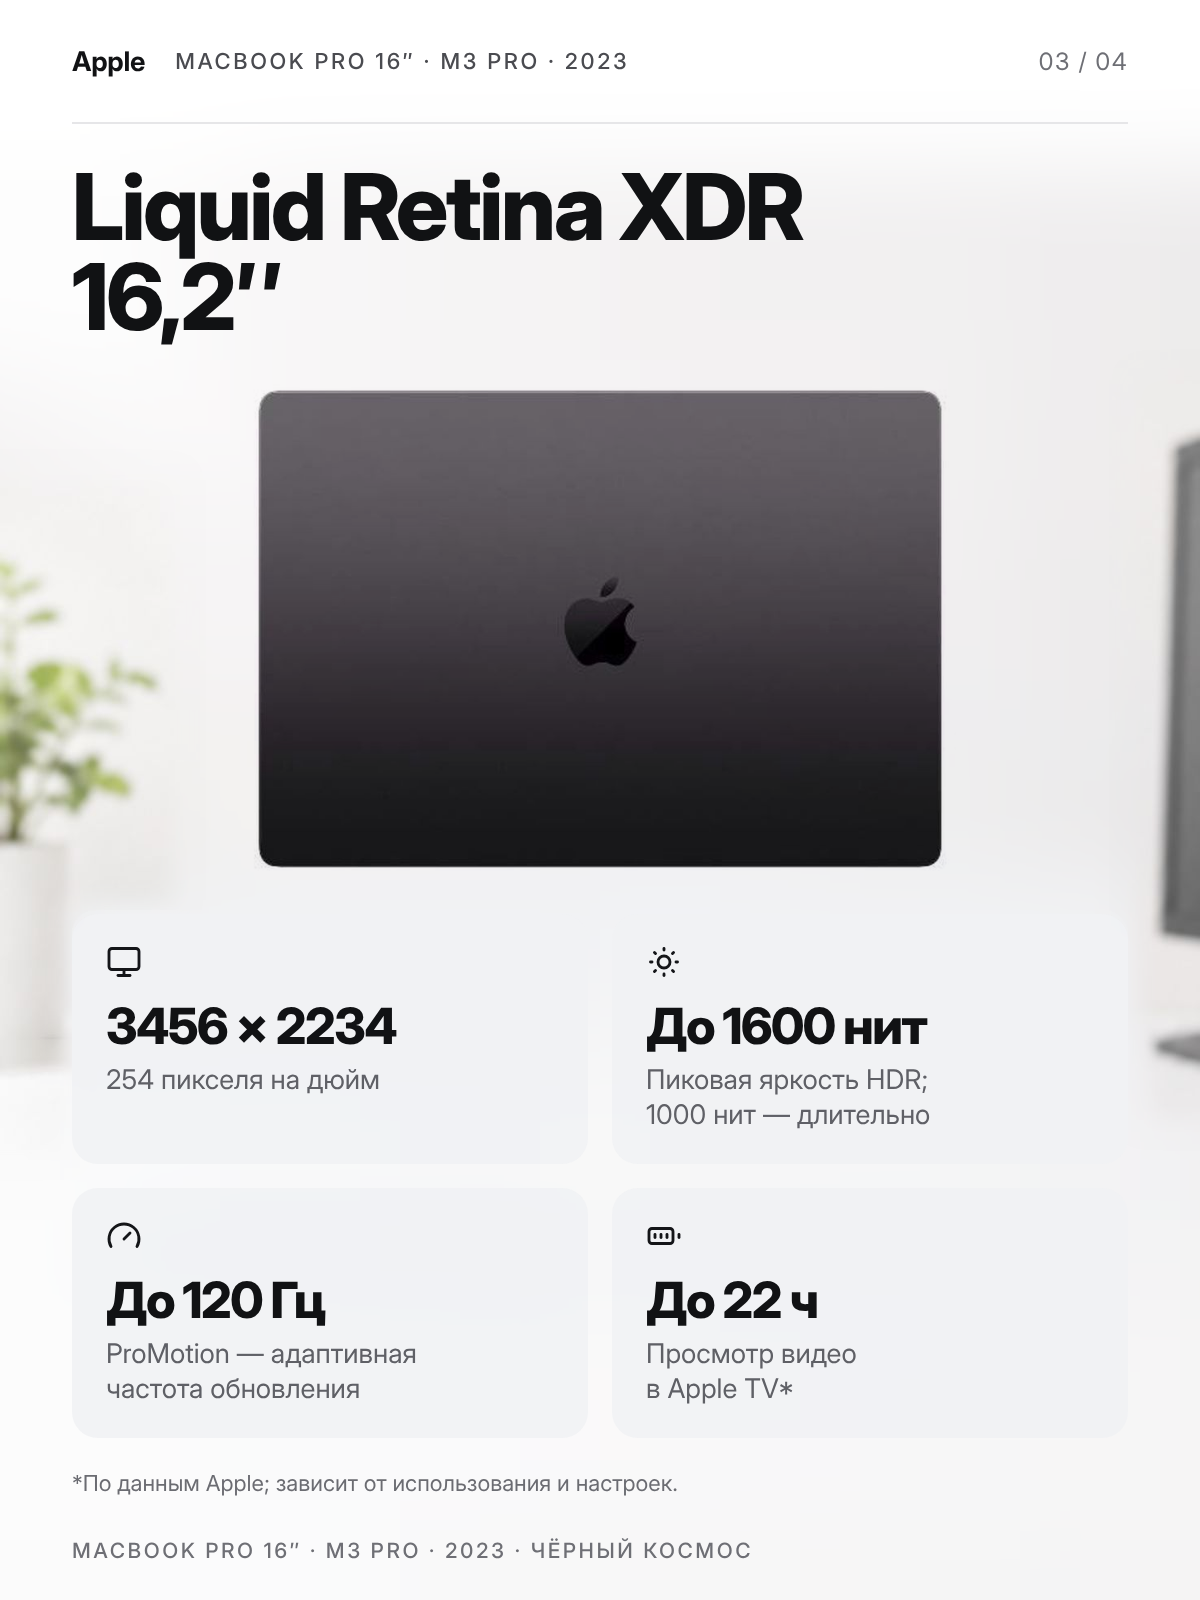 Apple MACBOOK PRO 16″ · M3 PRO · 2023 03 / 04
Liquid Retina XDR
16,2″
3456 × 2234
254 пикселя на дюйм
До 1600 нит
Пиковая яркость HDR;
1000 нит — длительно
До 120 Гц
ProMotion — адаптивная
частота обновления
До 22 ч
Просмотр видео
в Apple TV*
*По данным Apple; зависит от использования и настроек.
MACBOOK PRO 16″ · M3 PRO · 2023 · ЧЁРНЫЙ КОСМОС